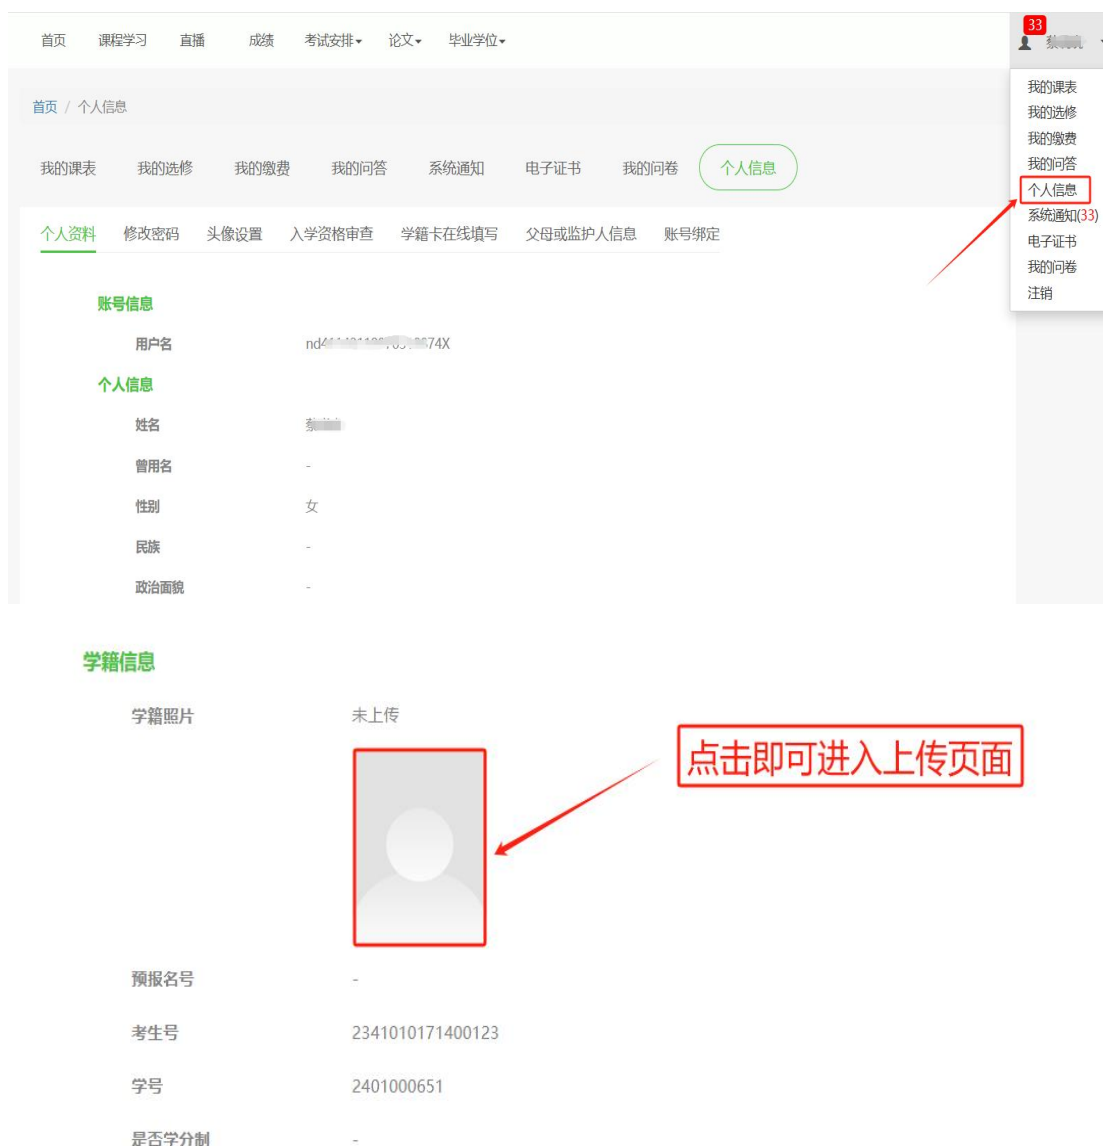 首页 课程学习 直播 成绩 考试安排 论文 毕业学位 33
首页 / 个人信息
我的课表 我的选修 我的缴费 我的问答 系统通知 电子证书 我的问卷 个人信息
我的课表
我的选修
我的缴费
我的问答
个人信息
系统通知(33)
电子证书
我的问卷
注销
个人资料 修改密码 头像设置 入学资格审查 学籍卡在线填写 父母或监护人信息 账号绑定
账号信息
用户名 nd 74X
个人信息
姓名 蔡
曾用名 -
性别 女
民族 -
政治面貌 -
学籍信息
学籍照片 未上传
点击即可进入上传页面
预报名号 -
考生号 2341010171400123
学号 2401000651
是否学分制 -